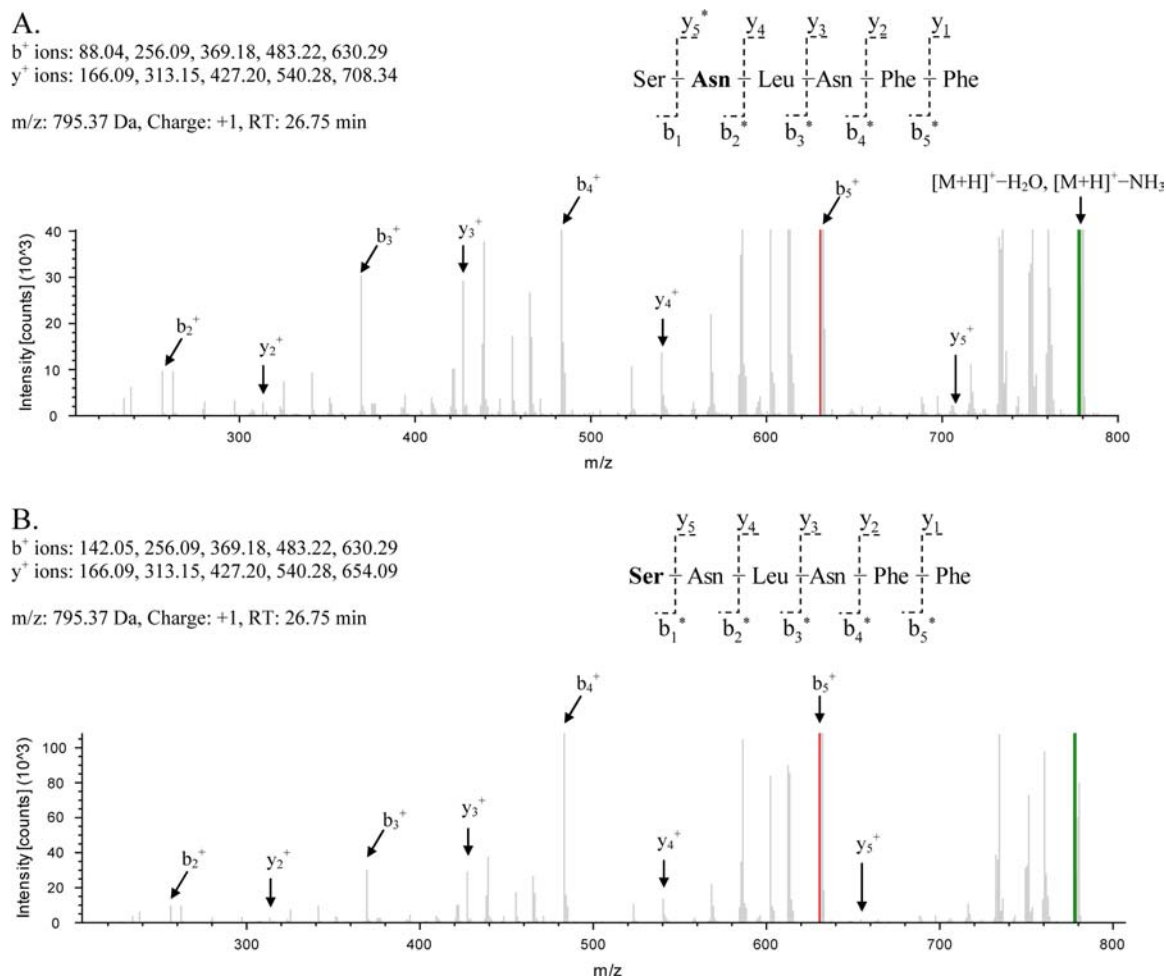 A.
b⁺ ions: 88.04, 256.09, 369.18, 483.22, 630.29
y⁺ ions: 166.09, 313.15, 427.20, 540.28, 708.34
m/z: 795.37 Da, Charge: +1, RT: 26.75 min
y₅* y₄ y₃ y₂ y₁
Ser Asn Leu Asn Phe Phe
b₁ b₂* b₃* b₄* b₅*
b₂⁺ y₂⁺ b₃⁺ y₃⁺ b₄⁺ y₄⁺ b₅⁺ y₅⁺ [M+H]⁺−H₂O, [M+H]⁺−NH₃
Intensity [counts] (10^3)
40
30
20
10
0
300 400 500 600 700 800
m/z
B.
b⁺ ions: 142.05, 256.09, 369.18, 483.22, 630.29
y⁺ ions: 166.09, 313.15, 427.20, 540.28, 654.09
m/z: 795.37 Da, Charge: +1, RT: 26.75 min
y₅ y₄ y₃ y₂ y₁
Ser Asn Leu Asn Phe Phe
b₁* b₂* b₃* b₄* b₅*
b₂⁺ y₂⁺ b₃⁺ y₃⁺ b₄⁺ y₄⁺ b₅⁺ y₅⁺
Intensity [counts] (10^3)
100
80
60
40
20
0
300 400 500 600 700 800
m/z